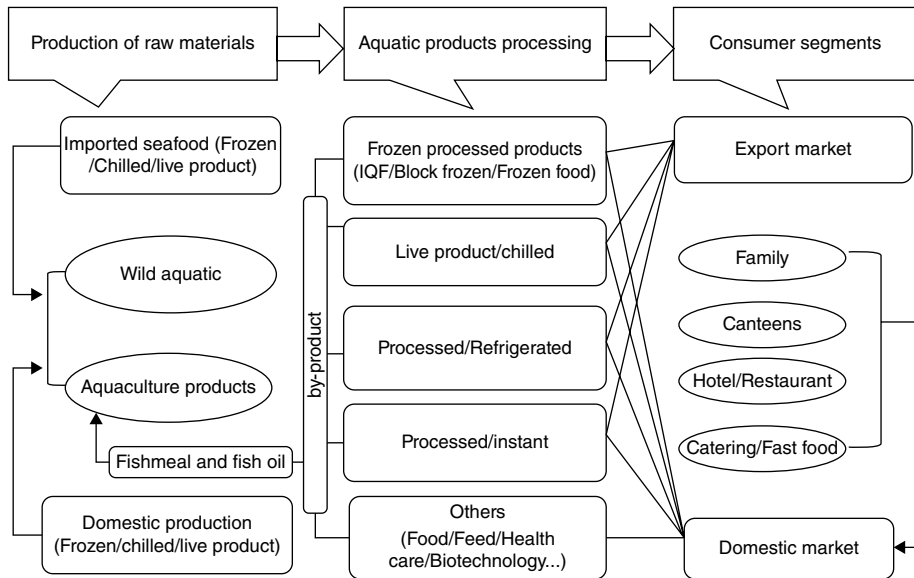 Production of raw materials
Aquatic products processing
Consumer segments
Imported seafood (Frozen
/Chilled/live product)
Wild aquatic
Aquaculture products
Fishmeal and fish oil
Domestic production
(Frozen/chilled/live product)
by-product
Frozen processed products
(IQF/Block frozen/Frozen food)
Live product/chilled
Processed/Refrigerated
Processed/instant
Others
(Food/Feed/Health
care/Biotechnology...)
Export market
Family
Canteens
Hotel/Restaurant
Catering/Fast food
Domestic market